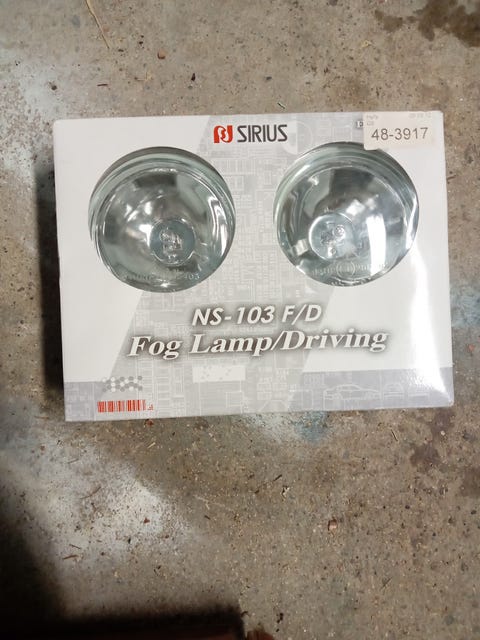 SIRIUS
48-3917
NS-103 F/D
Fog Lamp/Driving